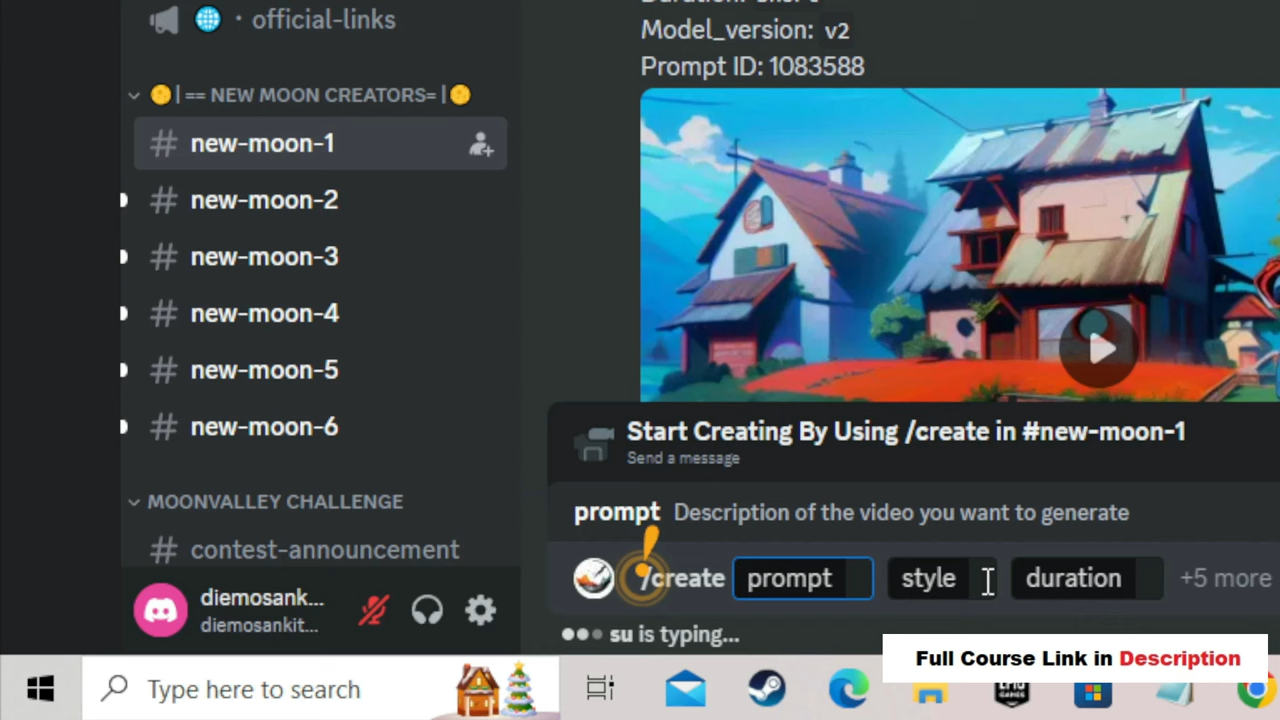 official-links
| == NEW MOON CREATORS= |
# new-moon-1
# new-moon-2
# new-moon-3
# new-moon-4
# new-moon-5
# new-moon-6
MOONVALLEY CHALLENGE
# contest-announcement
diemosank...
diemosankit...
Model_version: v2
Prompt ID: 1083588
Start Creating By Using /create in #new-moon-1
Send a message
prompt Description of the video you want to generate
/create prompt style duration +5 more
su is typing...
Full Course Link in Description
Type here to search